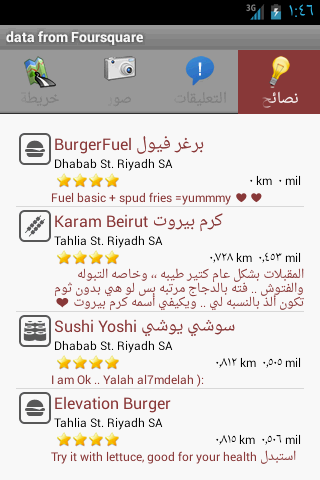 3G ١:٤٦
data from Foursquare
خريطة صور التعليقات نصائح
BurgerFuel برغر فيول
Dhabab St. Riyadh SA
٠ km ٠ mil
Fuel basic + spud fries =yummmy ♥ ♥
Karam Beirut كرم بيروت
Tahlia St. Riyadh SA
٠,٧٢٨ km ٠,٤٥٣ mil
المقبلات بشكل عام كتير طيبه ،، وخاصه التبوله
والفتوش .. فته بالدجاج مرتبه بس لو هي بدون ثوم
تكون ألذ بالنسبه لي .. ويكيفي أسمه كرم بيروت ♥
Sushi Yoshi سوشي يوشي
Dhabab St. Riyadh SA
٠,٨١٢ km ٠,٥٠٥ mil
I am Ok .. Yalah al7mdelah ):
Elevation Burger
Tahlia St. Riyadh SA
٠,٨١٥ km ٠,٥٠٦ mil
Try it with lettuce, good for your health استبدل